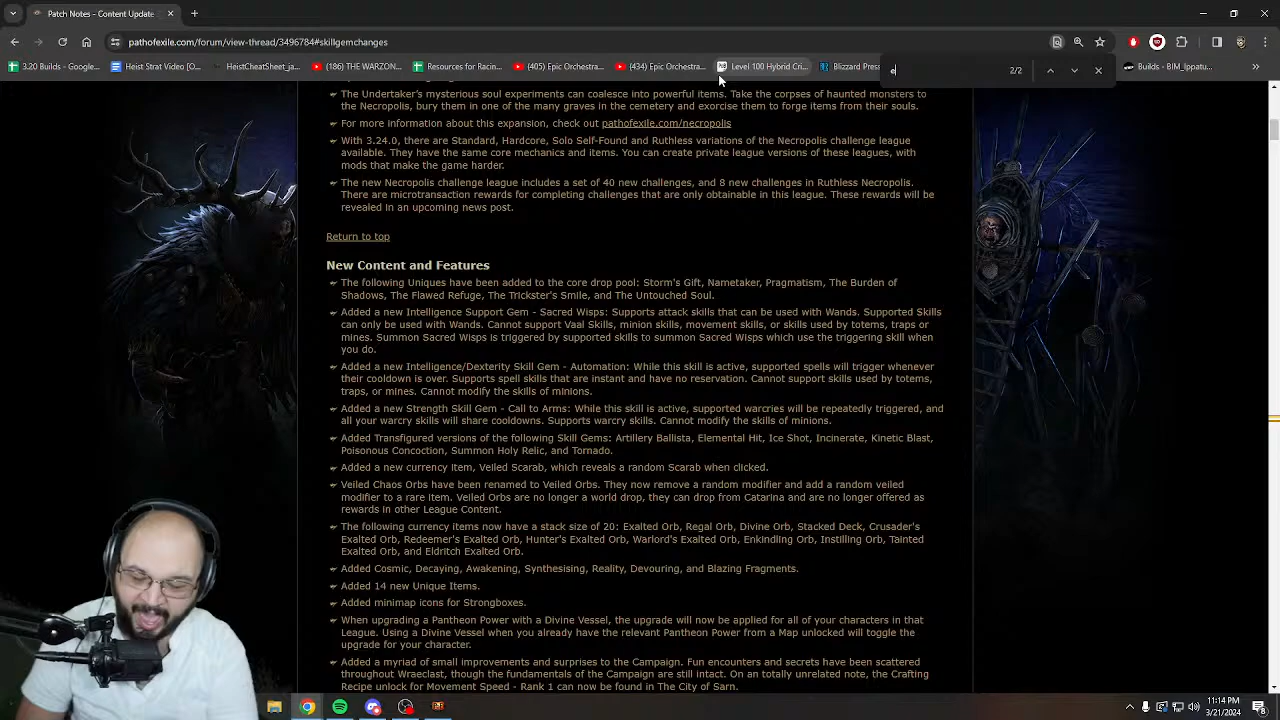 New Tab
pathofexile.com/forum/view-thread/3496784#skillgemchanges
3.20 Builds - Google...
Heist Strat Video [O...
HeistCheatSheet_ja...
(186) THE WARZON...
Resources for Racin...
(405) Epic Orchestra...
(434) Epic Orchestra...
Level 100 Hybrid Cri...
Blizzard Press
e
2/2
Bilious - BIM_Ippatu...
The Undertaker's mysterious soul experiments can coalesce into powerful items. Take the corpses of haunted monsters to
the Necropolis, bury them in one of the many graves in the cemetery and exorcise them to forge items from their souls.
For more information about this expansion, check out pathofexile.com/necropolis
With 3.24.0, there are Standard, Hardcore, Solo Self-Found and Ruthless variations of the Necropolis challenge league
available. They have the same core mechanics and items. You can create private league versions of these leagues, with
mods that make the game harder.
The new Necropolis challenge league includes a set of 40 new challenges, and 8 new challenges in Ruthless Necropolis.
There are microtransaction rewards for completing challenges that are only obtainable in this league. These rewards will be
revealed in an upcoming news post.
Return to top
New Content and Features
The following Uniques have been added to the core drop pool: Storm's Gift, Nametaker, Pragmatism, The Burden of
Shadows, The Flawed Refuge, The Trickster's Smile, and The Untouched Soul.
Added a new Intelligence Support Gem - Sacred Wisps: Supports attack skills that can be used with Wands. Supported Skills
can only be used with Wands. Cannot support Vaal Skills, minion skills, movement skills, or skills used by totems, traps or
mines. Summon Sacred Wisps is triggered by supported skills to summon Sacred Wisps which use the triggering skill when
you do.
Added a new Intelligence/Dexterity Skill Gem - Automation: While this skill is active, supported spells will trigger whenever
their cooldown is over. Supports spell skills that are instant and have no reservation. Cannot support skills used by totems,
traps, or mines. Cannot modify the skills of minions.
Added a new Strength Skill Gem - Call to Arms: While this skill is active, supported warcries will be repeatedly triggered, and
all your warcry skills will share cooldowns. Supports warcry skills. Cannot modify the skills of minions.
Added Transfigured versions of the following Skill Gems: Artillery Ballista, Elemental Hit, Ice Shot, Incinerate, Kinetic Blast,
Poisonous Concoction, Summon Holy Relic, and Tornado.
Added a new currency item, Veiled Scarab, which reveals a random Scarab when clicked.
Veiled Chaos Orbs have been renamed to Veiled Orbs. They now remove a random modifier and add a random veiled
modifier to a rare item. Veiled Orbs are no longer a world drop, they can drop from Catarina and are no longer offered as
rewards in other League Content.
The following currency items now have a stack size of 20: Exalted Orb, Regal Orb, Divine Orb, Stacked Deck, Crusader's
Exalted Orb, Redeemer's Exalted Orb, Hunter's Exalted Orb, Warlord's Exalted Orb, Enkindling Orb, Instilling Orb, Tainted
Exalted Orb, and Eldritch Exalted Orb.
Added Cosmic, Decaying, Awakening, Synthesising, Reality, Devouring, and Blazing Fragments.
Added 14 new Unique Items.
Added minimap icons for Strongboxes.
When upgrading a Pantheon Power with a Divine Vessel, the upgrade will now be applied for all of your characters in that
League. Using a Divine Vessel when you already have the relevant Pantheon Power from a Map unlocked will toggle the
upgrade for your character.
Added a myriad of small improvements and surprises to the Campaign. Fun encounters and secrets have been scattered
throughout Wraeclast, though the fundamentals of the Campaign are still intact. On an totally unrelated note, the Crafting
Recipe unlock for Movement Speed - Rank 1 can now be found in The City of Sarn.
11:14 PM
3/21/2024